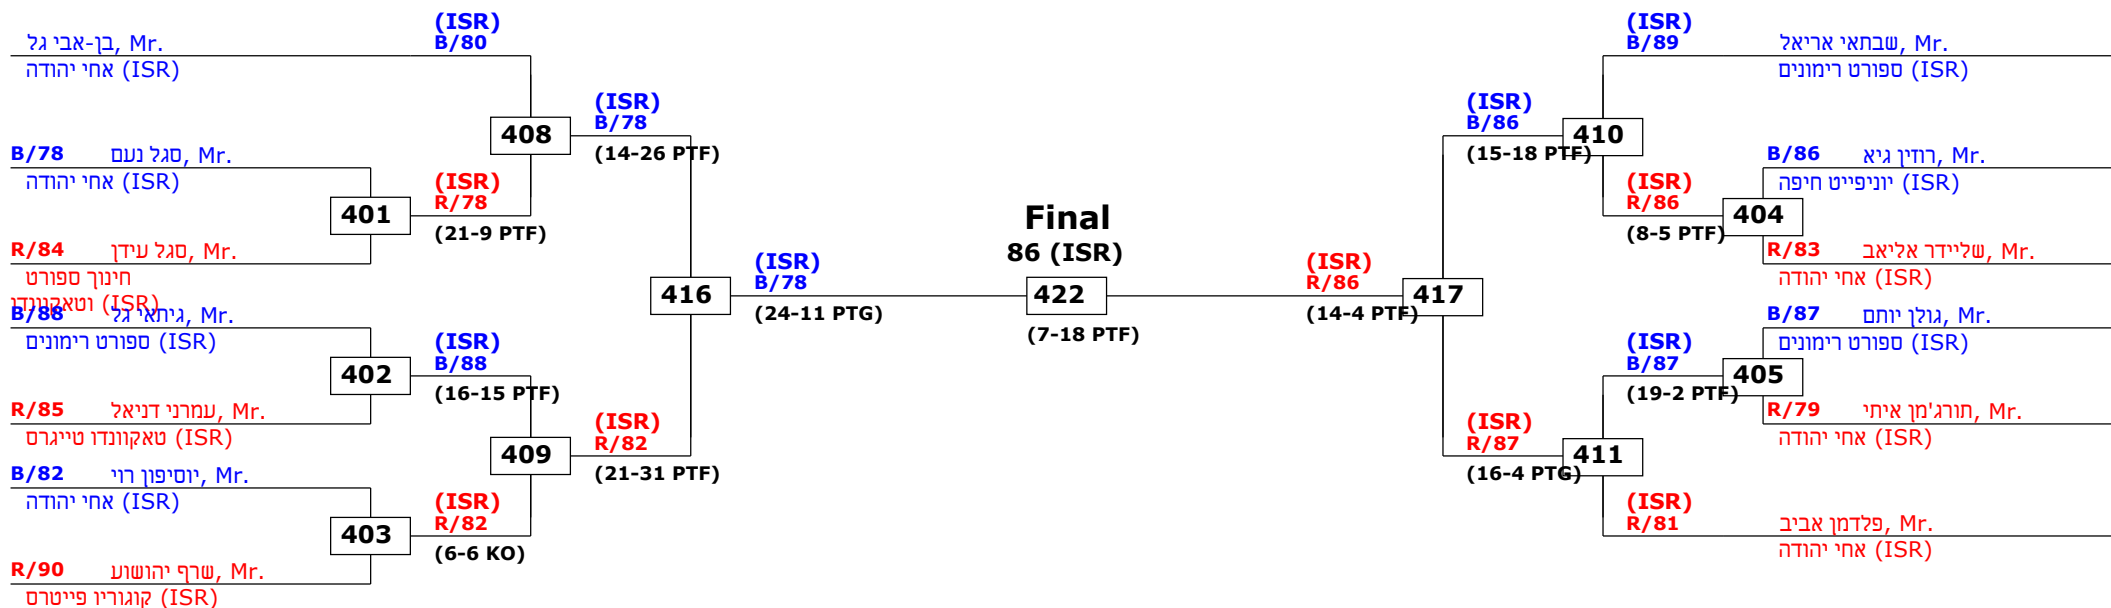 בן-אבי גל, Mr.
אחי יהודה (ISR)
(ISR)
B/80
B/78 סגל נעם, Mr.
אחי יהודה (ISR)
408
(ISR)
B/78
(14-26 PTF)
401
(ISR)
R/78
(21-9 PTF)
R/84 סגל עידן, Mr.
חינוך ספורט
וטאקוונדו (ISR)
416
(ISR)
B/78
(24-11 PTG)
B/88 גיתאי גל, Mr.
ספורט רימונים (ISR)
402
(ISR)
B/88
(16-15 PTF)
R/85 עמרני דניאל, Mr.
טאקוונדו טייגרס (ISR)
409
(ISR)
R/82
(21-31 PTF)
B/82 יוסיפון רוי, Mr.
אחי יהודה (ISR)
403
(ISR)
R/82
(6-6 KO)
R/90 שרף יהושוע, Mr.
קוגוריו פייטרס (ISR)
Final
86 (ISR)
422
(7-18 PTF)
(ISR)
R/86
(14-4 PTF)
417
(ISR)
B/86
(15-18 PTF)
410
(ISR)
B/89
שבתאי אריאל, Mr.
ספורט רימונים (ISR)
(ISR)
R/86
(8-5 PTF)
404
B/86 רוזין גיא, Mr.
יוניפייט חיפה (ISR)
R/83 שליידר אליאב, Mr.
אחי יהודה (ISR)
(ISR)
R/87
(16-4 PTG)
411
(ISR)
B/87
(19-2 PTF)
405
B/87 גולן יותם, Mr.
ספורט רימונים (ISR)
R/79 תורג'מן איתי, Mr.
אחי יהודה (ISR)
(ISR)
R/81
פלדמן אביב, Mr.
אחי יהודה (ISR)